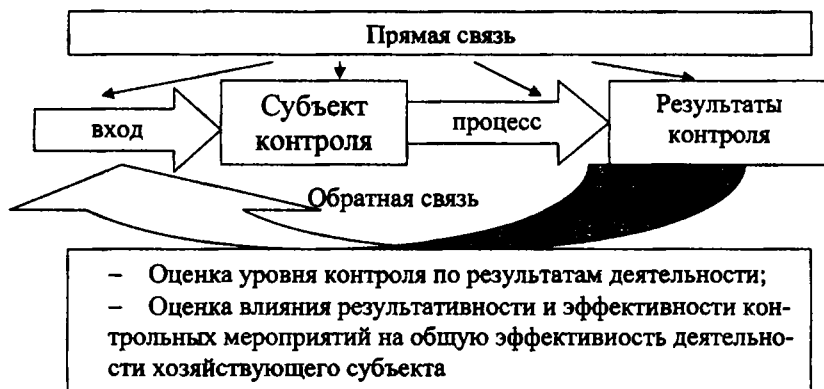 Прямая связь
вход
Субъект
контроля
процесс
Результаты
контроля
Обратная связь
– Оценка уровня контроля по результатам деятельности;
– Оценка влияния результативности и эффективности кон-
трольных мероприятий на общую эффективность деятельно-
сти хозяйствующего субъекта